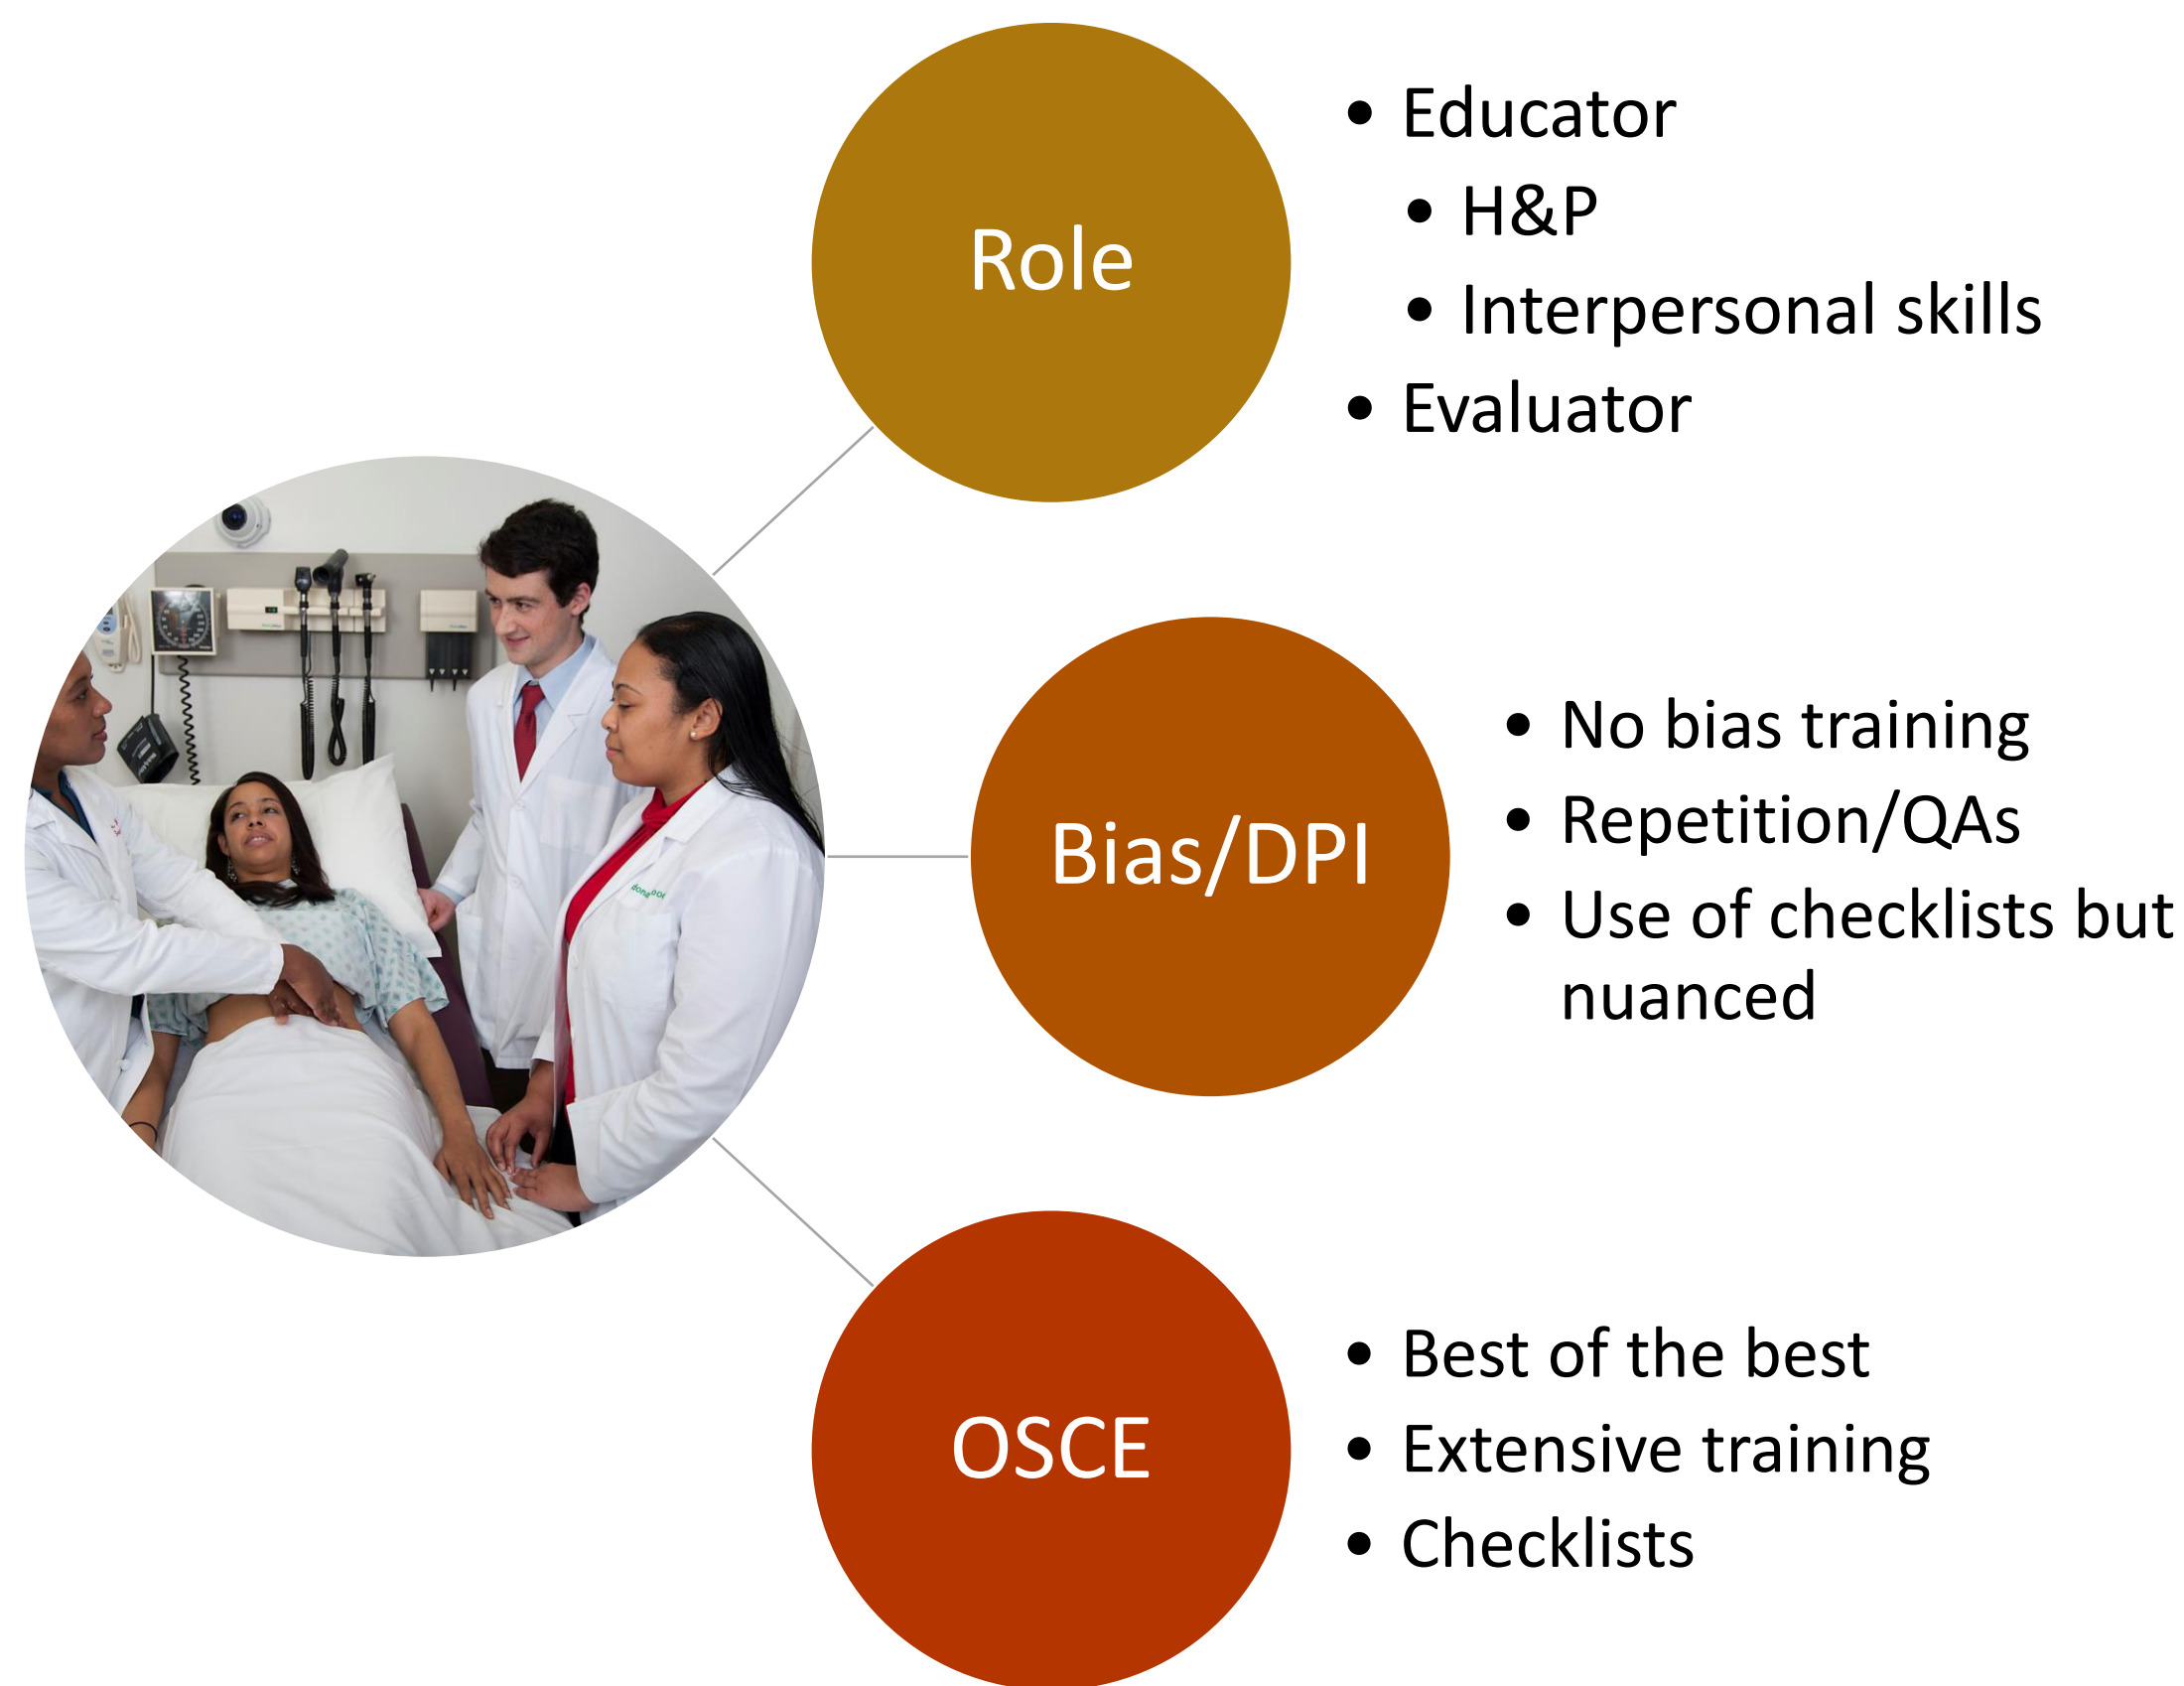 Role
• Educator
• H&P
• Interpersonal skills
• Evaluator
Bias/DPI
• No bias training
• Repetition/QAs
• Use of checklists but
nuanced
OSCE
• Best of the best
• Extensive training
• Checklists